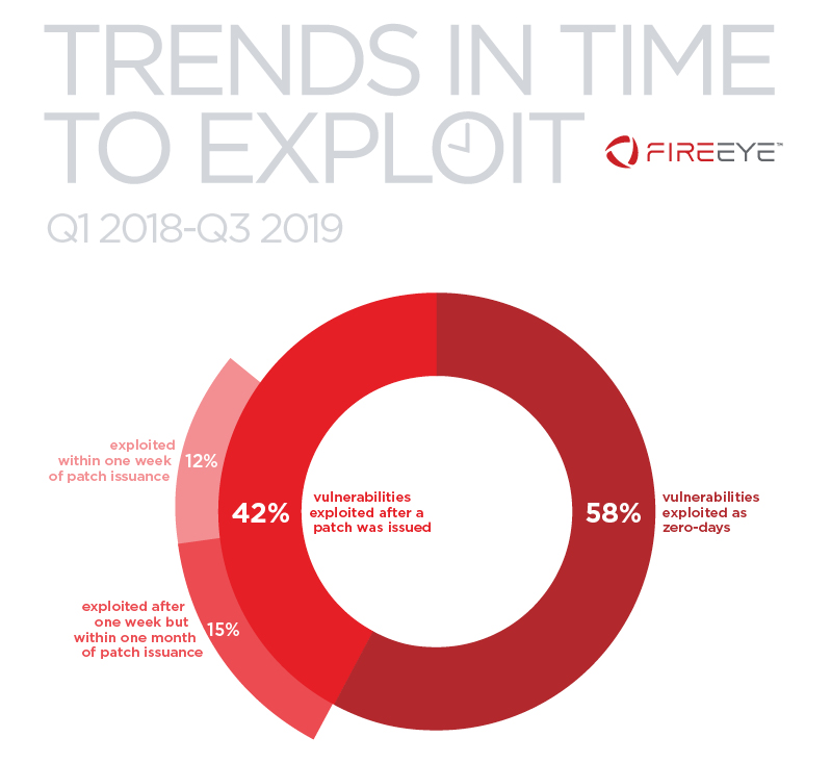 TRENDS IN TIME
TO EXPLOIT
FIREEYE™
Q1 2018-Q3 2019
exploited
within one week
of patch issuance
12%
42%
vulnerabilities
exploited after a
patch was issued
58%
vulnerabilities
exploited as
zero-days
exploited after
one week but
within one month
of patch issuance
15%